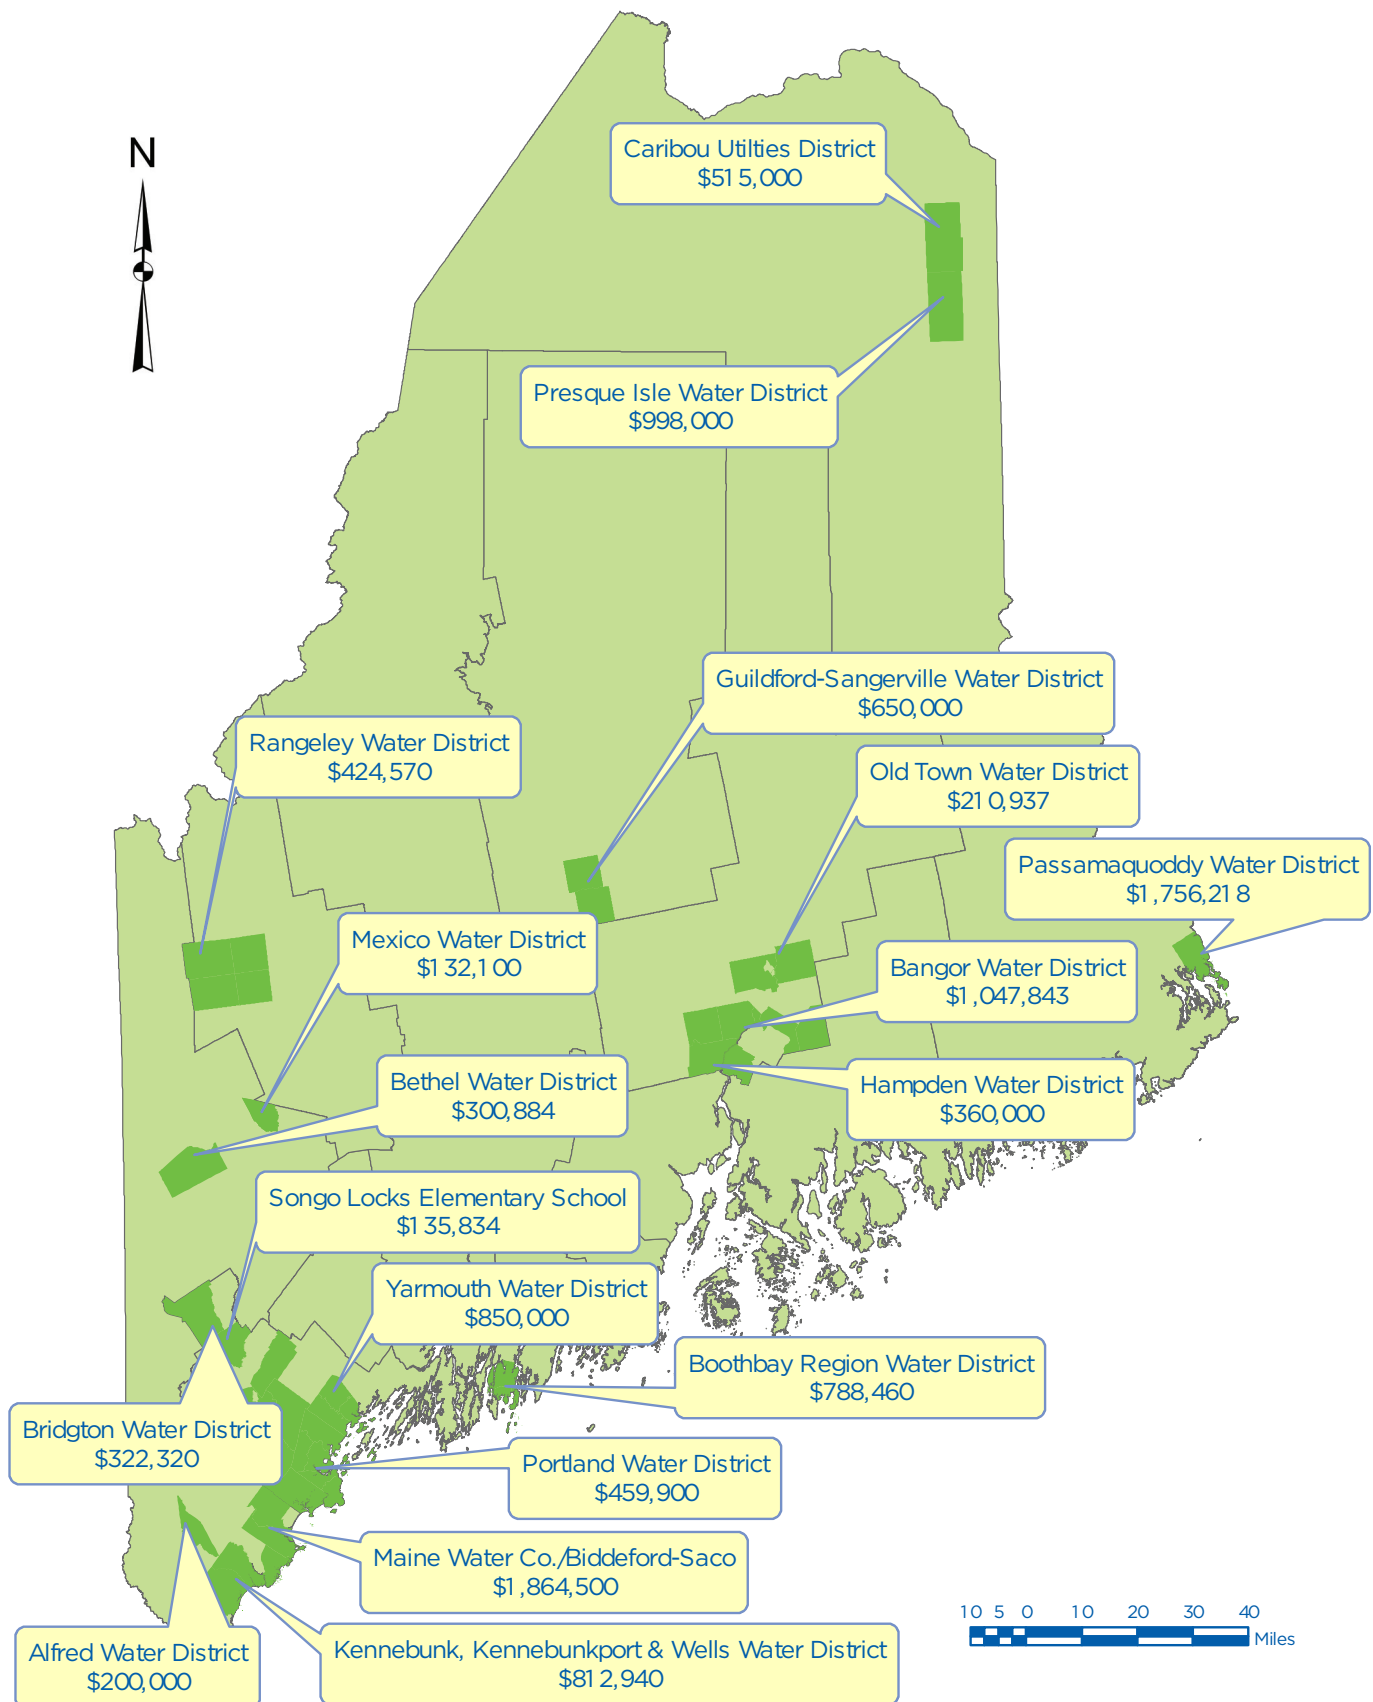 N
Caribou Utilties District
$515,000
Presque Isle Water District
$998,000
Guildford-Sangerville Water District
$650,000
Rangeley Water District
$424,570
Old Town Water District
$210,937
Passamaquoddy Water District
$1,756,218
Mexico Water District
$132,100
Bangor Water District
$1,047,843
Bethel Water District
$300,884
Hampden Water District
$360,000
Songo Locks Elementary School
$135,834
Yarmouth Water District
$850,000
Boothbay Region Water District
$788,460
Bridgton Water District
$322,320
Portland Water District
$459,900
Maine Water Co./Biddeford-Saco
$1,864,500
Alfred Water District
$200,000
Kennebunk, Kennebunkport & Wells Water District
$812,940
10 5 0 10 20 30 40
Miles